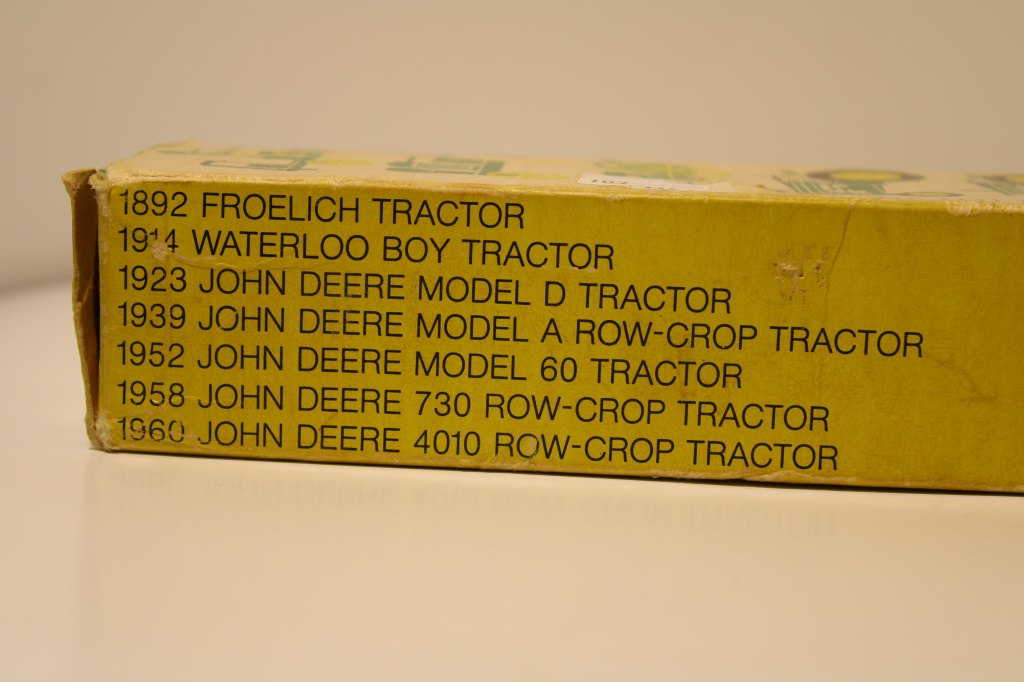 1892 FROELICH TRACTOR
1914 WATERLOO BOY TRACTOR
1923 JOHN DEERE MODEL D TRACTOR
1939 JOHN DEERE MODEL A ROW-CROP TRACTOR
1952 JOHN DEERE MODEL 60 TRACTOR
1958 JOHN DEERE 730 ROW-CROP TRACTOR
1960 JOHN DEERE 4010 ROW-CROP TRACTOR